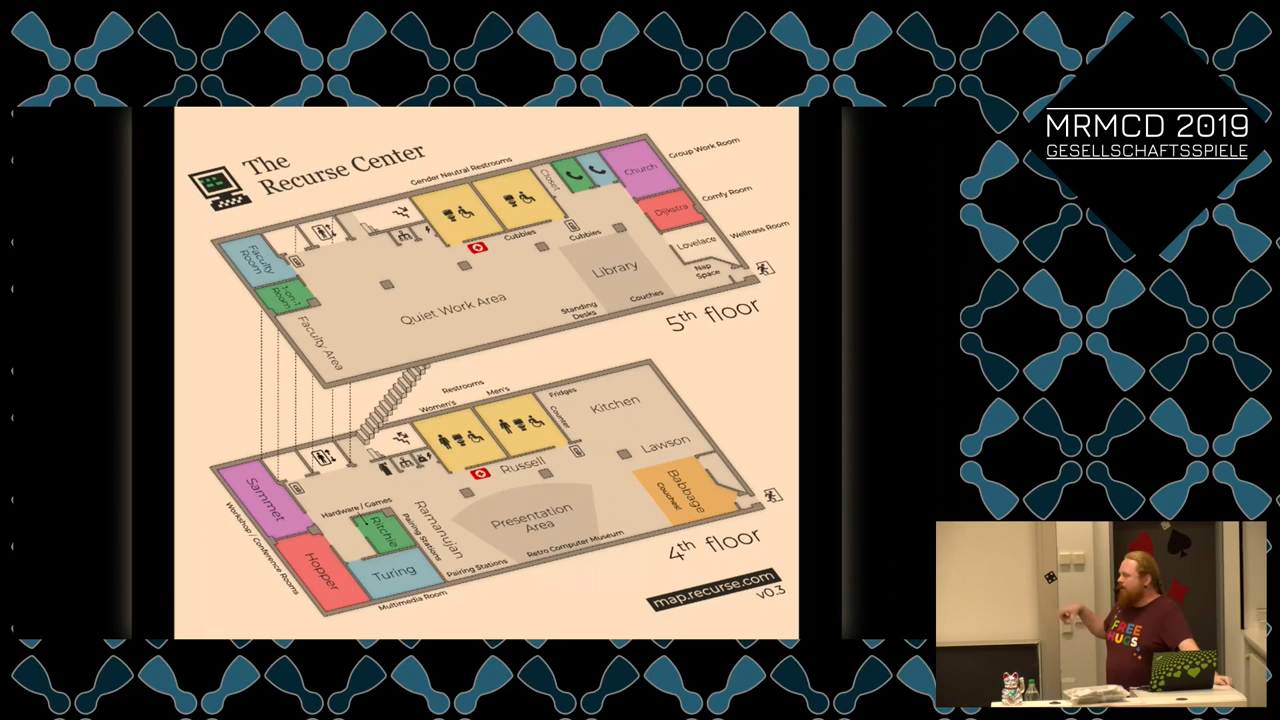 MRMCD 2019
GESELLSCHAFTSSPIELE
The
Recurse Center
Gender Neutral Restrooms
Closet
Church
Group Work Room
Dijkstra
Comfy Room
Lovelace
Wellness Room
Nap
Space
Cubbies
Cubbies
Library
Couches
Standing
Desks
Quiet Work Area
Faculty
Room
1-on-1
Room
Faculty Area
5th floor
Restrooms
Women's
Men's
Fridges
Counter
Kitchen
Lawson
Babbage
Couches!
Russell
Presentation
Area
Retro Computer Museum
Ramanujan
Pairing Stations
Pairing Stations
Hardware / Games
Ritchie
Turing
Multimedia Room
Sammet
Hopper
Workshop / Conference Rooms
4th floor
map.recurse.com
v0.3
FREE
HUGS